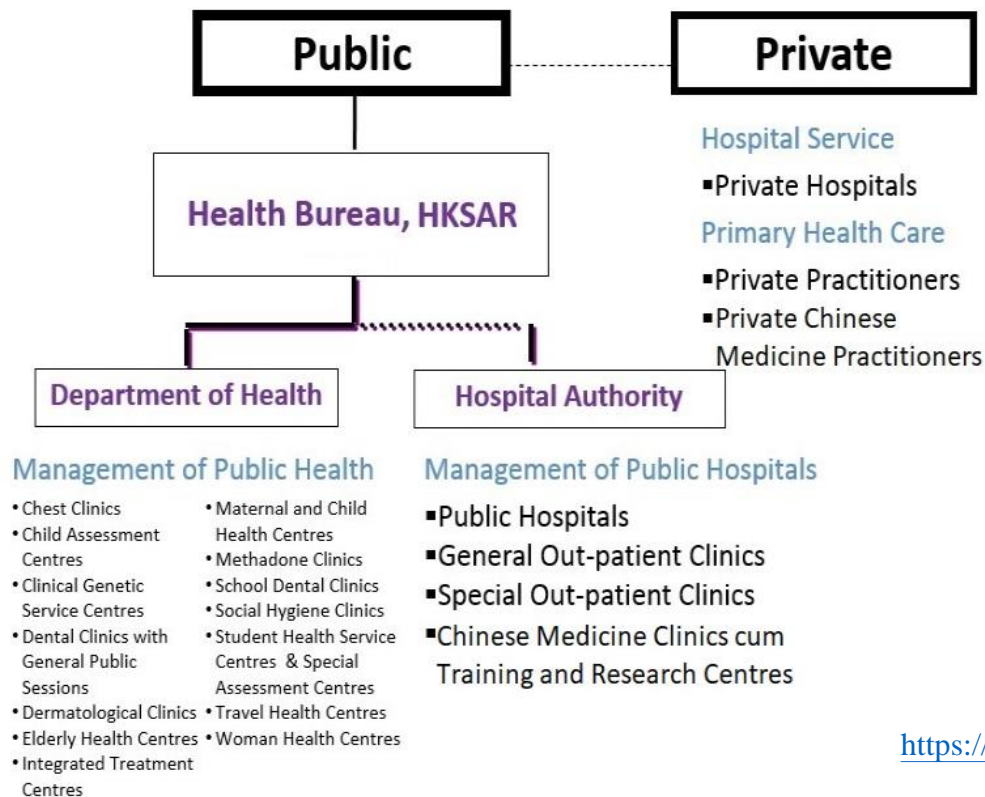 Public
Private
Health Bureau, HKSAR
Hospital Service
▪Private Hospitals
Primary Health Care
▪Private Practitioners
▪Private Chinese
Medicine Practitioners
Department of Health
Hospital Authority
Management of Public Health
• Chest Clinics
• Child Assessment
Centres
• Clinical Genetic
Service Centres
• Dental Clinics with
General Public
Sessions
• Dermatological Clinics
• Elderly Health Centres
• Integrated Treatment
Centres
• Maternal and Child
Health Centres
• Methadone Clinics
• School Dental Clinics
• Social Hygiene Clinics
• Student Health Service
Centres & Special
Assessment Centres
• Travel Health Centres
• Woman Health Centres
Management of Public Hospitals
▪Public Hospitals
▪General Out-patient Clinics
▪Special Out-patient Clinics
▪Chinese Medicine Clinics cum
Training and Research Centres
https://